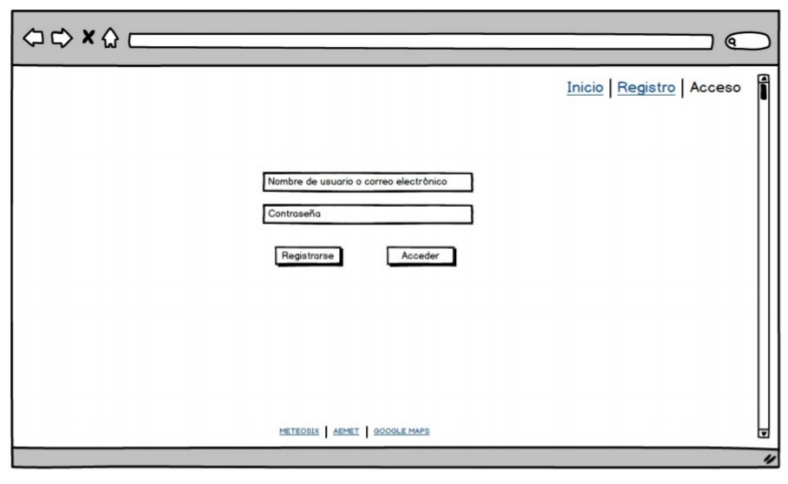 Inicio | Registro | Acceso
Nombre de usuario o correo electrónico
Contraseña
Registrarse Acceder
METEOSIX | AEMET | GOOGLE MAPS